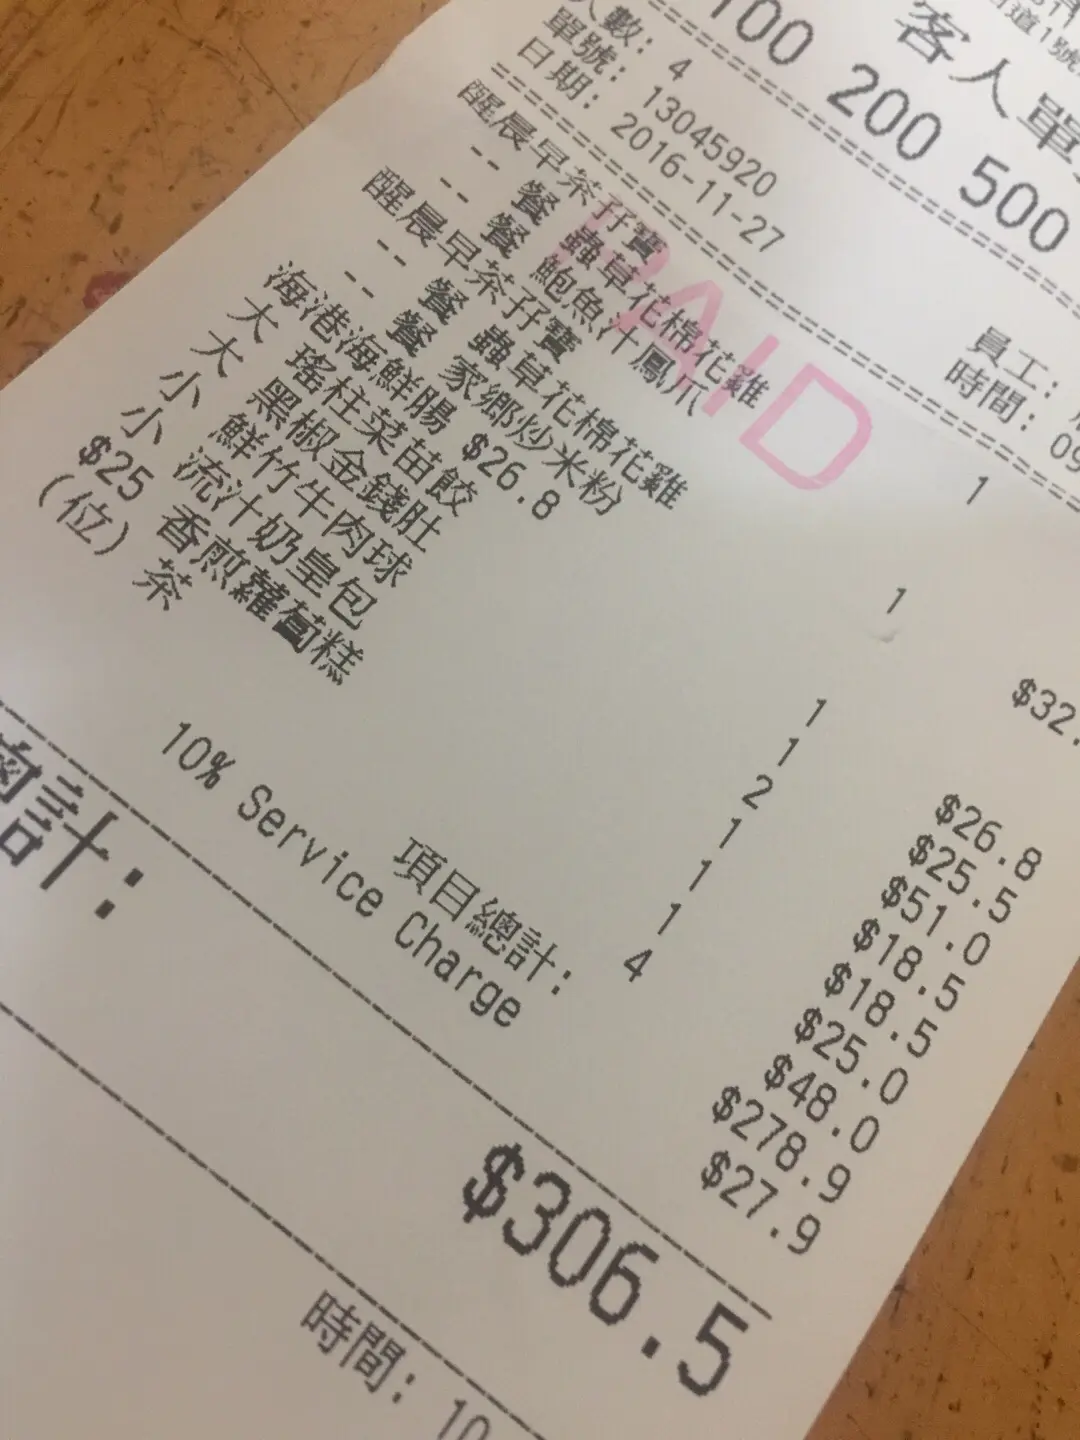 道1號
客人單
100 200 500
人數: 4
單號: 13045920
員工:
日期: 2016-11-27
時間: 09
醒晨早茶孖寶 1
-- 餐 蟲草花棉花雞
-- 餐 鮑魚汁鳳爪
醒晨早茶孖寶 1 $32.
-- 餐 蟲草花棉花雞
-- 餐 家鄉炒米粉
海港海鮮腸 $26.8 1 $26.8
大 瑤柱菜苗餃 1 $25.5
大 黑椒金錢肚 2 $51.0
小 鮮竹牛肉球 1 $18.5
小 流汁奶皇包 1 $18.5
$25 香煎蘿蔔糕 1 $25.0
(位) 茶 4 $48.0
項目總計: $278.9
10% Service Charge $27.9
總計: $306.5
時間: 10
PAID